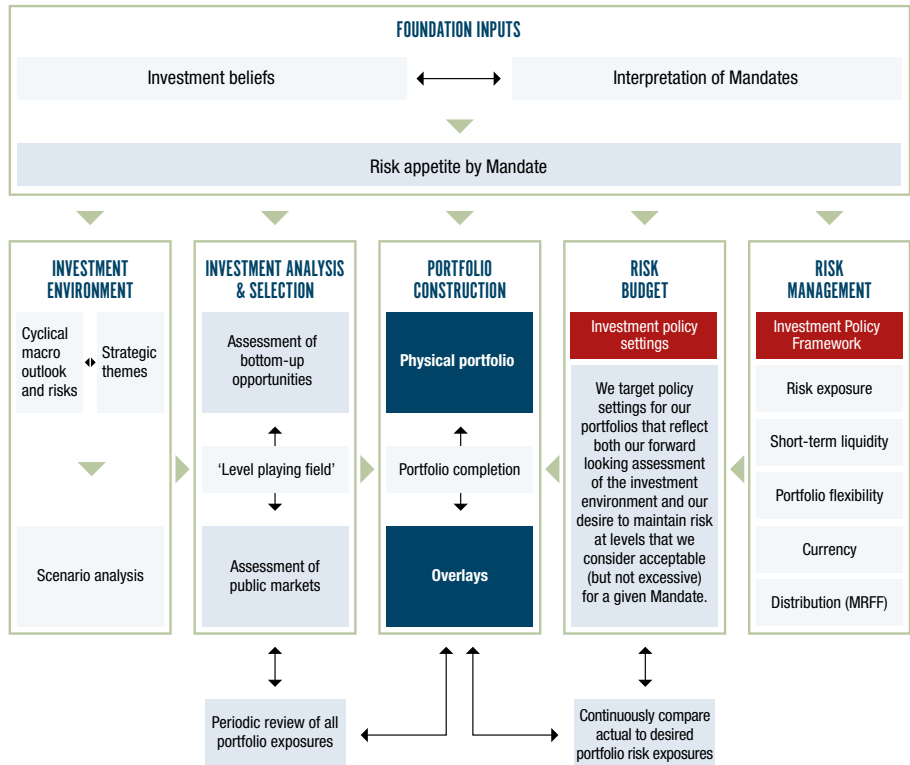 FOUNDATION INPUTS
Investment beliefs
Interpretation of Mandates
Risk appetite by Mandate
INVESTMENT
ENVIRONMENT
Cyclical
macro
outlook
and risks
Strategic
themes
Scenario analysis
INVESTMENT ANALYSIS
& SELECTION
Assessment of
bottom-up
opportunities
‘Level playing field’
Assessment of
public markets
PORTFOLIO
CONSTRUCTION
Physical portfolio
Portfolio completion
Overlays
RISK
BUDGET
Investment policy
settings
We target policy
settings for our
portfolios that reflect
both our forward
looking assessment
of the investment
environment and our
desire to maintain risk
at levels that we
consider acceptable
(but not excessive)
for a given Mandate.
RISK
MANAGEMENT
Investment Policy
Framework
Risk exposure
Short-term liquidity
Portfolio flexibility
Currency
Distribution (MRFF)
Periodic review of all
portfolio exposures
Continuously compare
actual to desired
portfolio risk exposures